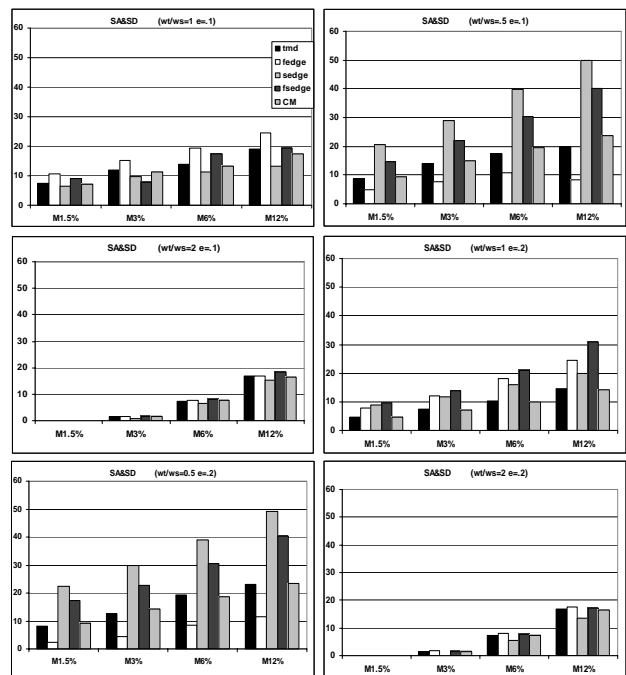 SA&SD (wt/ws=1 e=.1)
60
50
40
30
20
10
0
M1.5% M3% M6% M12%
tmd
fedge
sedge
fsedge
CM
SA&SD (wt/ws=.5 e=.1)
60
50
40
30
20
10
0
M1.5% M3% M6% M12%
SA&SD (wt/ws=2 e=.1)
60
50
40
30
20
10
0
M1.5% M3% M6% M12%
SA&SD (wt/ws=1 e=.2)
60
50
40
30
20
10
0
M1.5% M3% M6% M12%
SA&SD (wt/ws=0.5 e=.2)
60
50
40
30
20
10
0
M1.5% M3% M6% M12%
SA&SD (wt/ws=2 e=.2)
60
50
40
30
20
10
0
M1.5% M3% M6% M12%